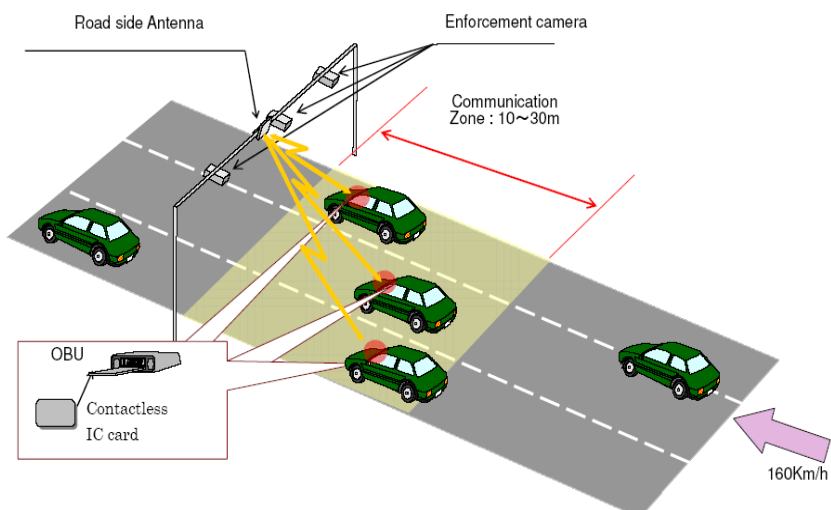 Road side Antenna
Enforcement camera
Communication
Zone : 10～30m
OBU
Contactless
IC card
160Km/h